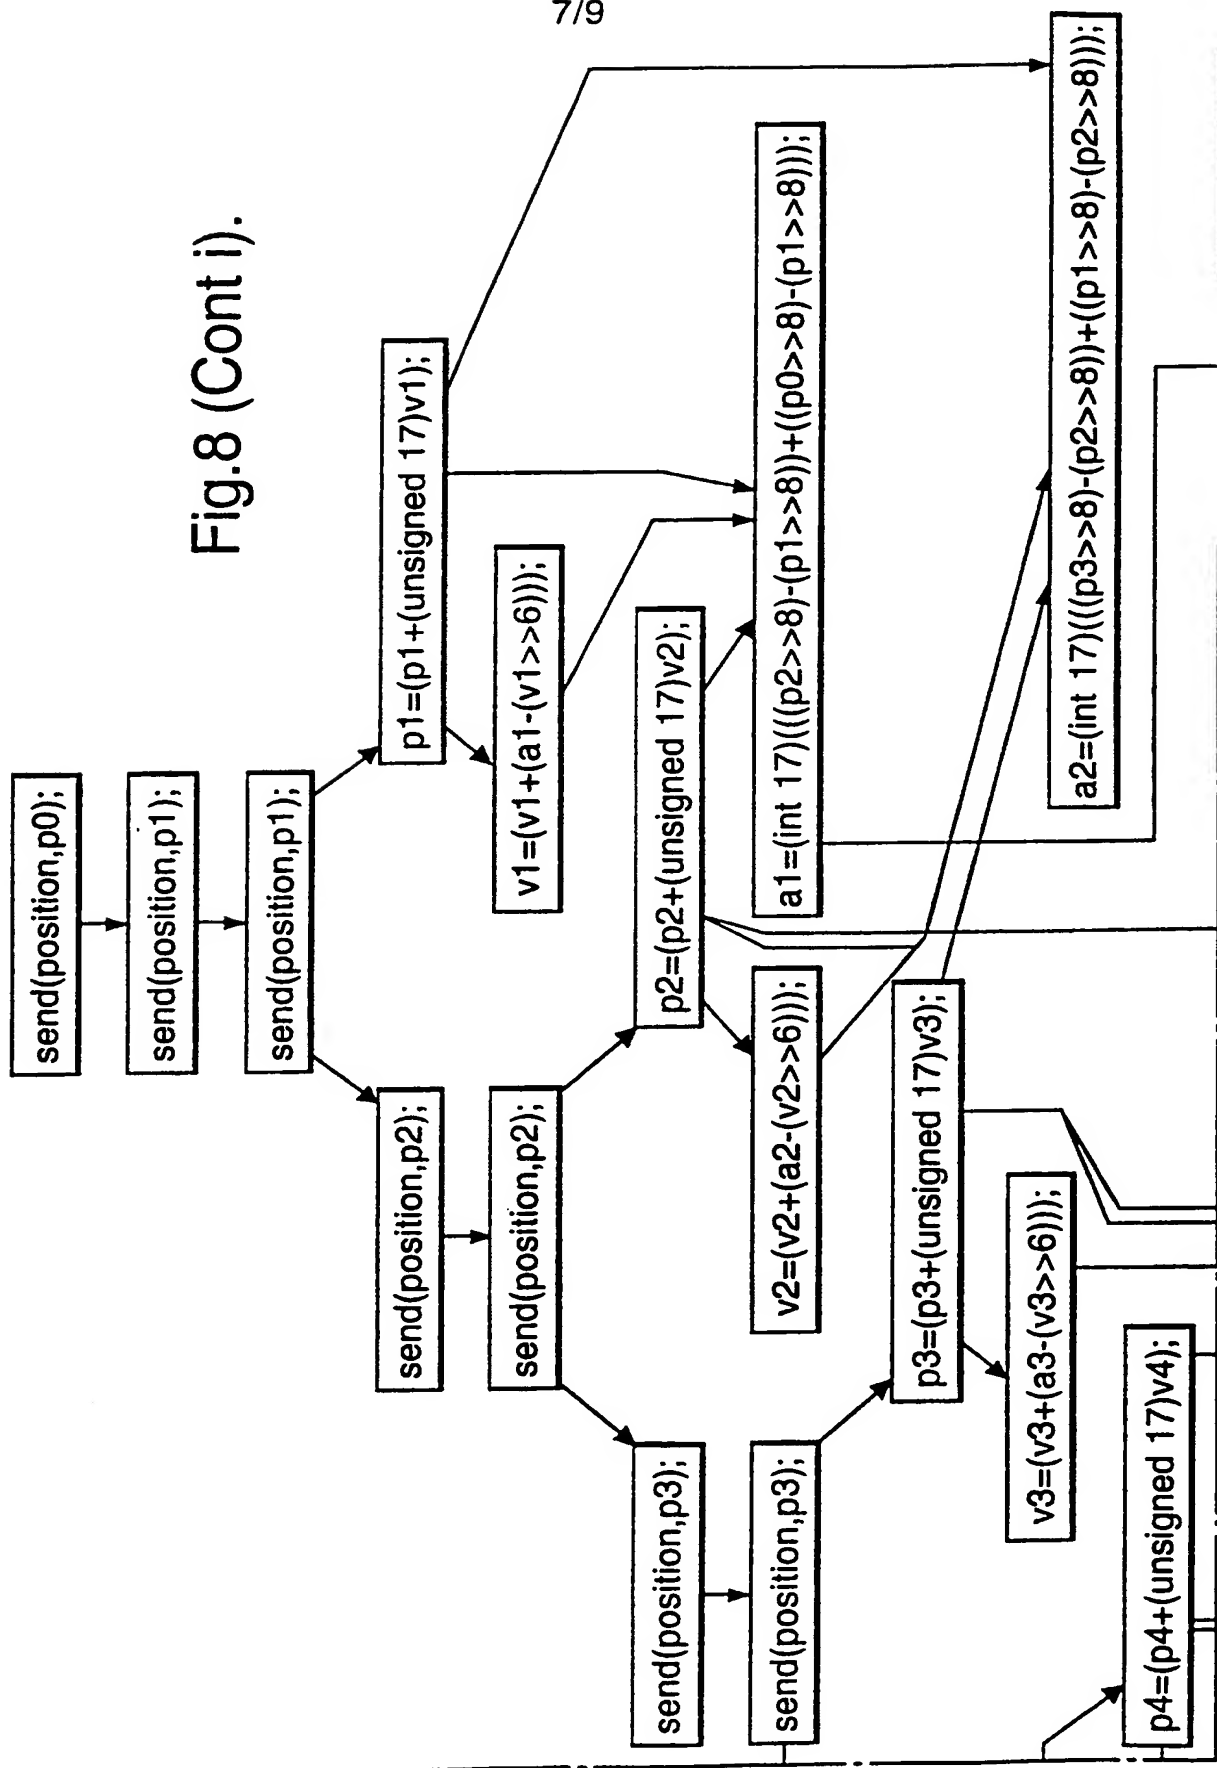 7/9
Fig.8 (Cont i).
send(position,p0);
send(position,p1);
send(position,p1);
send(position,p2);
p1=(p1+(unsigned 17)v1);
send(position,p2);
v1=(v1+(a1-(v1>>6)));
send(position,p3);
p2=(p2+(unsigned 17)v2);
send(position,p3);
v2=(v2+(a2-(v2>>6)));
a1=(int 17)(((p2>>8)-(p1>>8))+((p0>>8)-(p1>>8)));
p3=(p3+(unsigned 17)v3);
v3=(v3+(a3-(v3>>6)));
a2=(int 17)(((p3>>8)-(p2>>8))+((p1>>8)-(p2>>8)));
p4=(p4+(unsigned 17)v4);